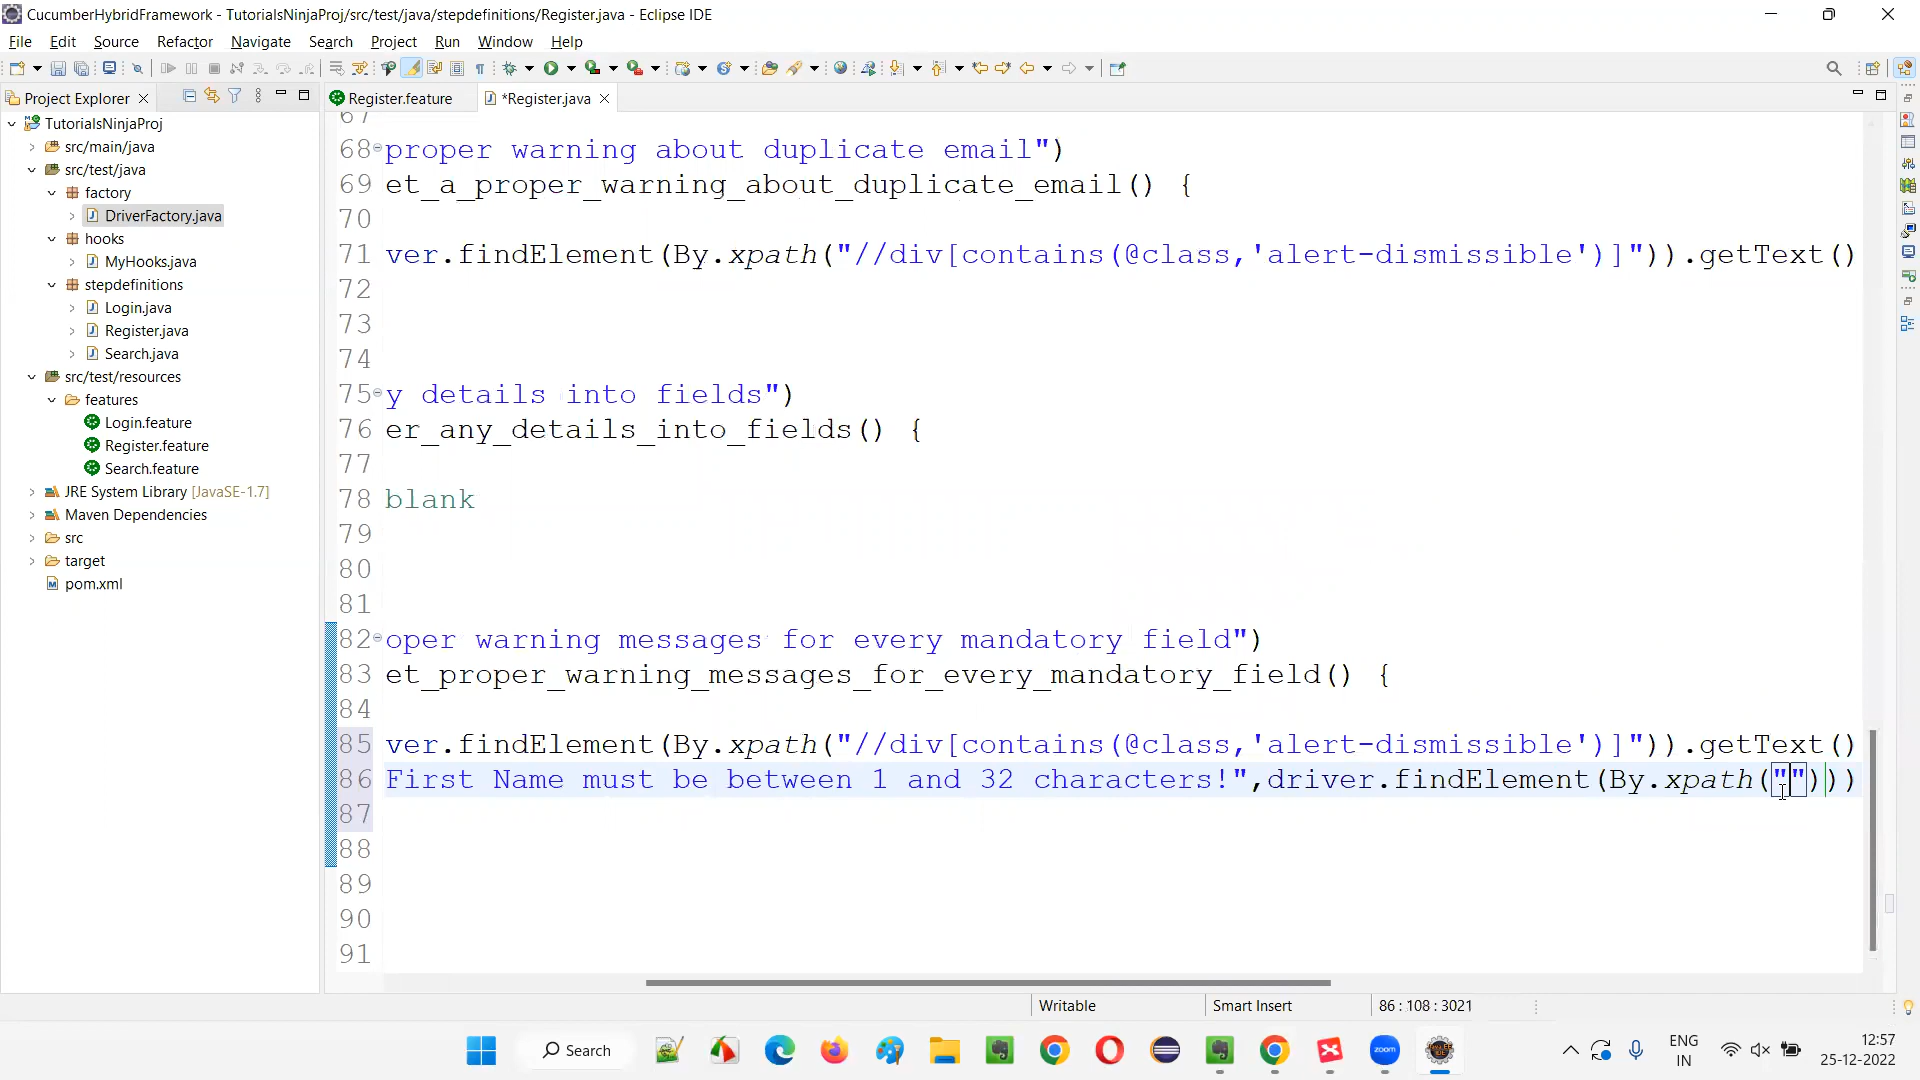 CucumberHybridFramework - TutorialsNinjaProj/src/test/java/stepdefinitions/Register.java - Eclipse IDE
File Edit Source Refactor Navigate Search Project Run Window Help
Project Explorer
Register.feature
*Register.java
TutorialsNinjaProj
src/main/java
src/test/java
factory
DriverFactory.java
hooks
MyHooks.java
stepdefinitions
Login.java
Register.java
Search.java
src/test/resources
features
Login.feature
Register.feature
Search.feature
JRE System Library [JavaSE-1.7]
Maven Dependencies
src
target
pom.xml
67
68 proper warning about duplicate email")
69 et_a_proper_warning_about_duplicate_email() {
70
71 ver.findElement(By.xpath("//div[contains(@class,'alert-dismissible')]")).getText()
72
73
74
75 y details into fields")
76 er_any_details_into_fields() {
77
78 blank
79
80
81
82 oper warning messages for every mandatory field")
83 et_proper_warning_messages_for_every_mandatory_field() {
84
85 ver.findElement(By.xpath("//div[contains(@class,'alert-dismissible')]")).getText()
86 First Name must be between 1 and 32 characters!",driver.findElement(By.xpath("")))
87
88
89
90
91
Writable
Smart Insert
86 : 108 : 3021
Search
zoom
ENG
IN
12:57
25-12-2022